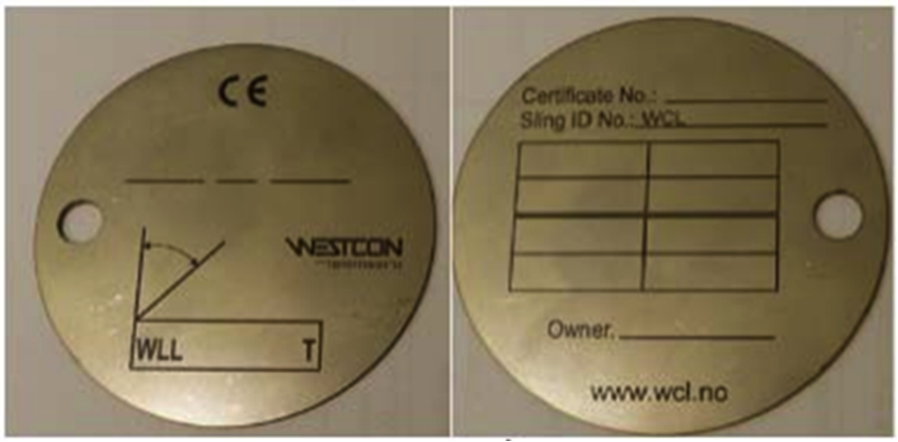 CE
WESTCON
WLL T
Certificate No.:
Sling ID No.: WCL
Owner.
www.wcl.no